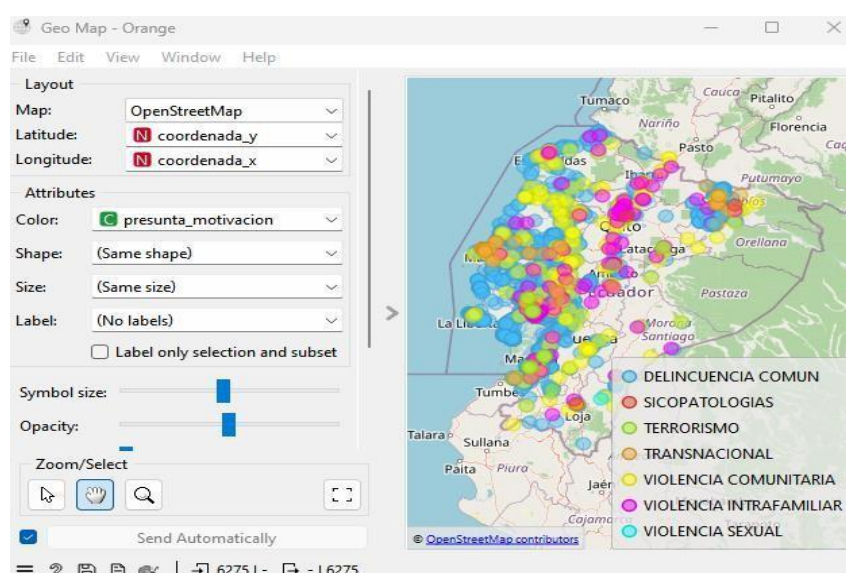 Geo Map - Orange
File Edit View Window Help
Layout
Map: OpenStreetMap
Latitude: N coordenada_y
Longitude: N coordenada_x
Attributes
Color: C presunta_motivacion
Shape: (Same shape)
Size: (Same size)
Label: (No labels)
Label only selection and subset
Symbol size:
Opacity:
Zoom/Select
Send Automatically
Tumaco
Cauca
Pitalito
Nariño
Florencia
Pasto
Putumayo
Orellana
Pastaza
Morona
Santiago
Loja
Talara
Sullana
Paita
Piura
Cajamarca
DELINCUENCIA COMUN
SICOPATOLOGIAS
TERRORISMO
TRANSNACIONAL
VIOLENCIA COMUNITARIA
VIOLENCIA INTRAFAMILIAR
VIOLENCIA SEXUAL
© OpenStreetMap contributors